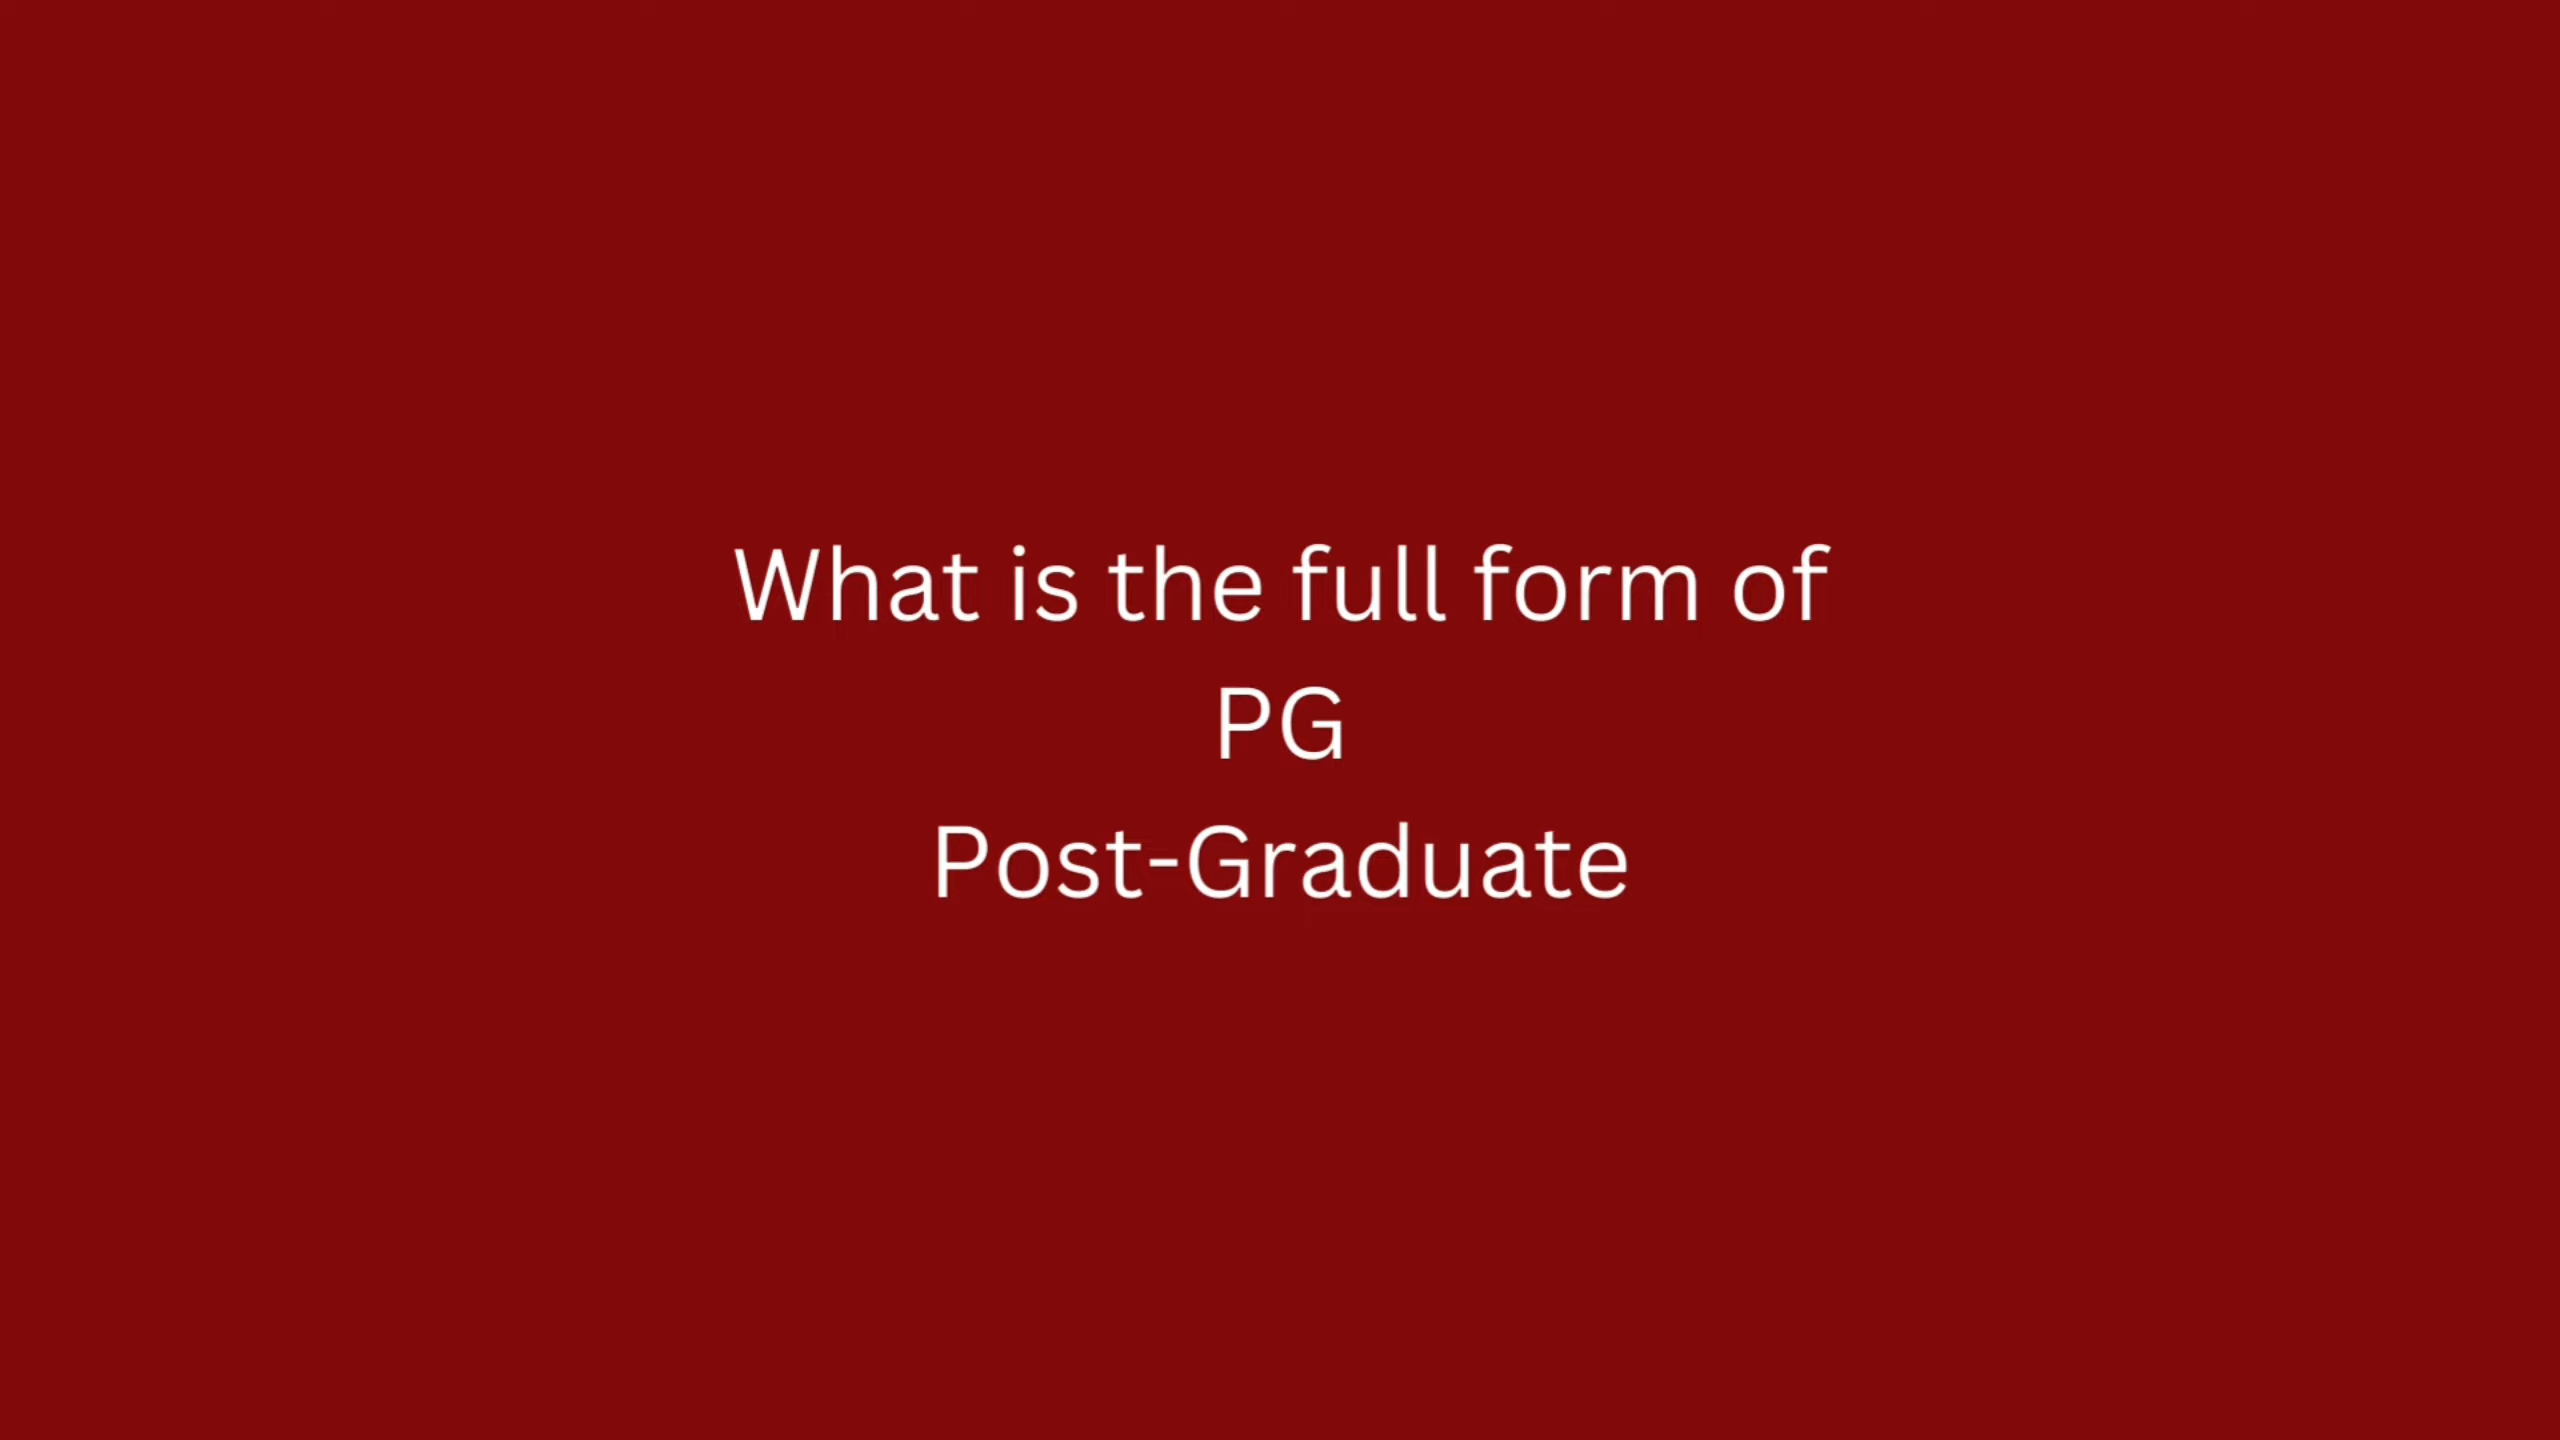 What is the full form of
PG
Post-Graduate